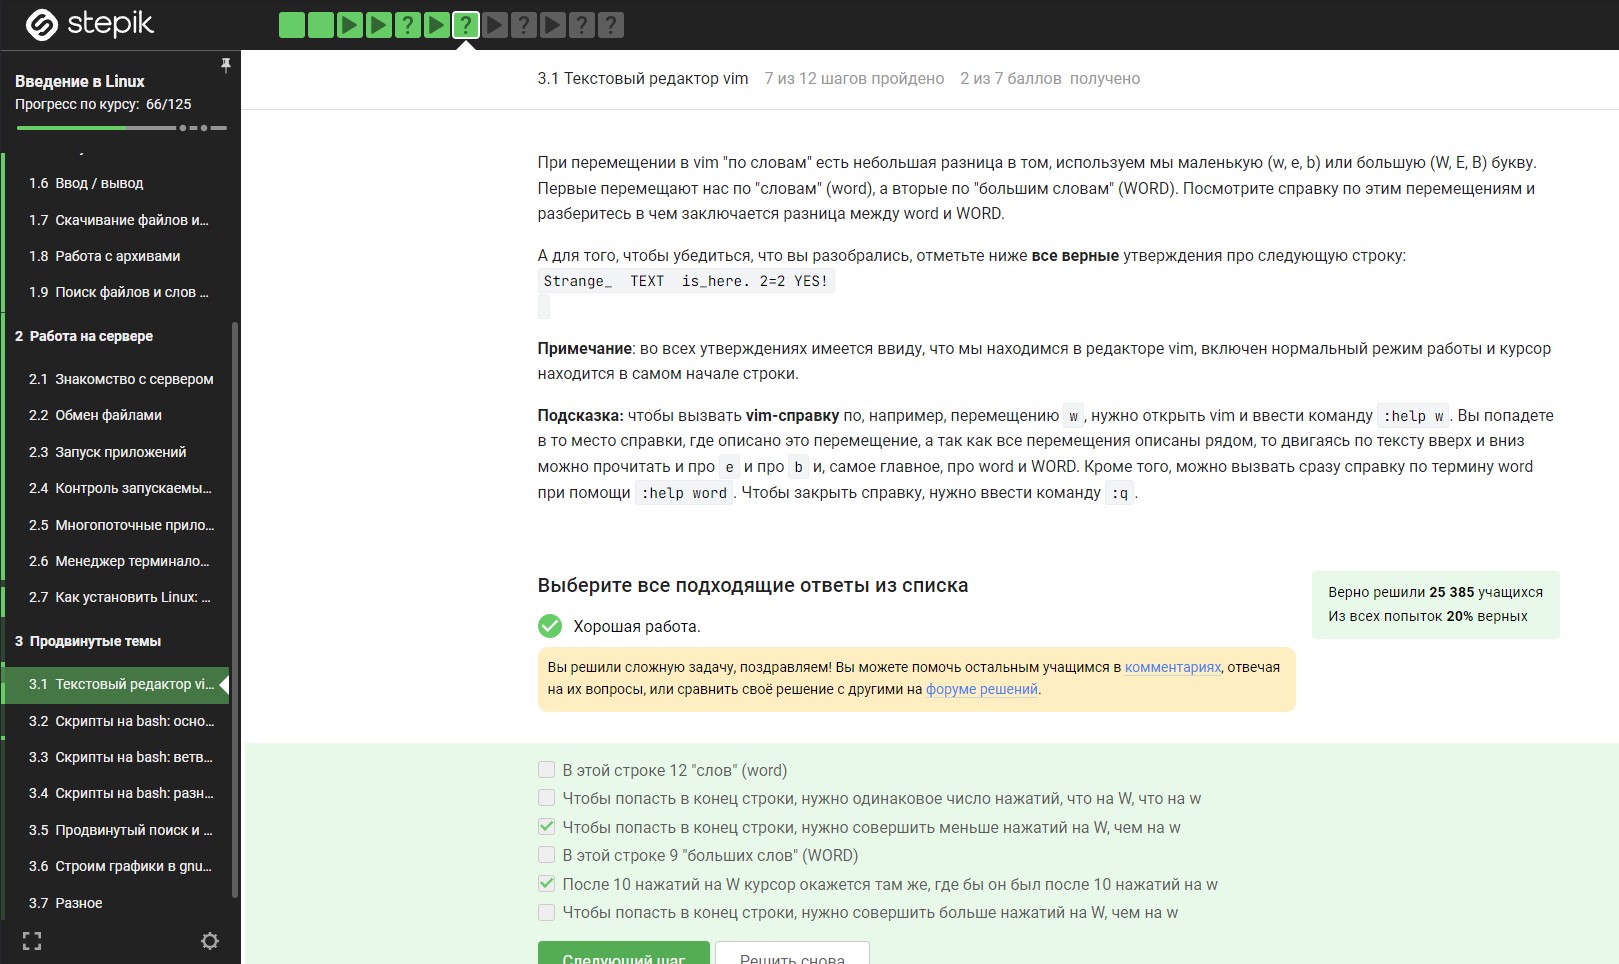 stepik
Введение в Linux
Прогресс по курсу: 66/125
1.6 Ввод / вывод
1.7 Скачивание файлов и...
1.8 Работа с архивами
1.9 Поиск файлов и слов ...
2 Работа на сервере
2.1 Знакомство с сервером
2.2 Обмен файлами
2.3 Запуск приложений
2.4 Контроль запускаемы...
2.5 Многопоточные прило...
2.6 Менеджер терминало...
2.7 Как установить Linux: ...
3 Продвинутые темы
3.1 Текстовый редактор vi...
3.2 Скрипты на bash: осно...
3.3 Скрипты на bash: ветв...
3.4 Скрипты на bash: разн...
3.5 Продвинутый поиск и ...
3.6 Строим графики в gnu...
3.7 Разное
3.1 Текстовый редактор vim 7 из 12 шагов пройдено 2 из 7 баллов получено
При перемещении в vim "по словам" есть небольшая разница в том, используем мы маленькую (w, e, b) или большую (W, E, B) букву.
Первые перемещают нас по "словам" (word), а вторые по "большим словам" (WORD). Посмотрите справку по этим перемещениям и
разберитесь в чем заключается разница между word и WORD.
А для того, чтобы убедиться, что вы разобрались, отметьте ниже все верные утверждения про следующую строку:
Strange_  TEXT  is_here. 2=2 YES!
Примечание: во всех утверждениях имеется ввиду, что мы находимся в редакторе vim, включен нормальный режим работы и курсор
находится в самом начале строки.
Подсказка: чтобы вызвать vim-справку по, например, перемещению w, нужно открыть vim и ввести команду :help w. Вы попадете
в то место справки, где описано это перемещение, а так как все перемещения описаны рядом, то двигаясь по тексту вверх и вниз
можно прочитать и про e и про b и, самое главное, про word и WORD. Кроме того, можно вызвать сразу справку по термину word
при помощи :help word. Чтобы закрыть справку, нужно ввести команду :q.
Выберите все подходящие ответы из списка
Верно решили 25 385 учащихся
Из всех попыток 20% верных
Хорошая работа.
Вы решили сложную задачу, поздравляем! Вы можете помочь остальным учащимся в комментариях, отвечая
на их вопросы, или сравнить своё решение с другими на форуме решений.
В этой строке 12 "слов" (word)
Чтобы попасть в конец строки, нужно одинаковое число нажатий, что на W, что на w
Чтобы попасть в конец строки, нужно совершить меньше нажатий на W, чем на w
В этой строке 9 "больших слов" (WORD)
После 10 нажатий на W курсор окажется там же, где бы он был после 10 нажатий на w
Чтобы попасть в конец строки, нужно совершить больше нажатий на W, чем на w
Следующий шаг
Решить снова